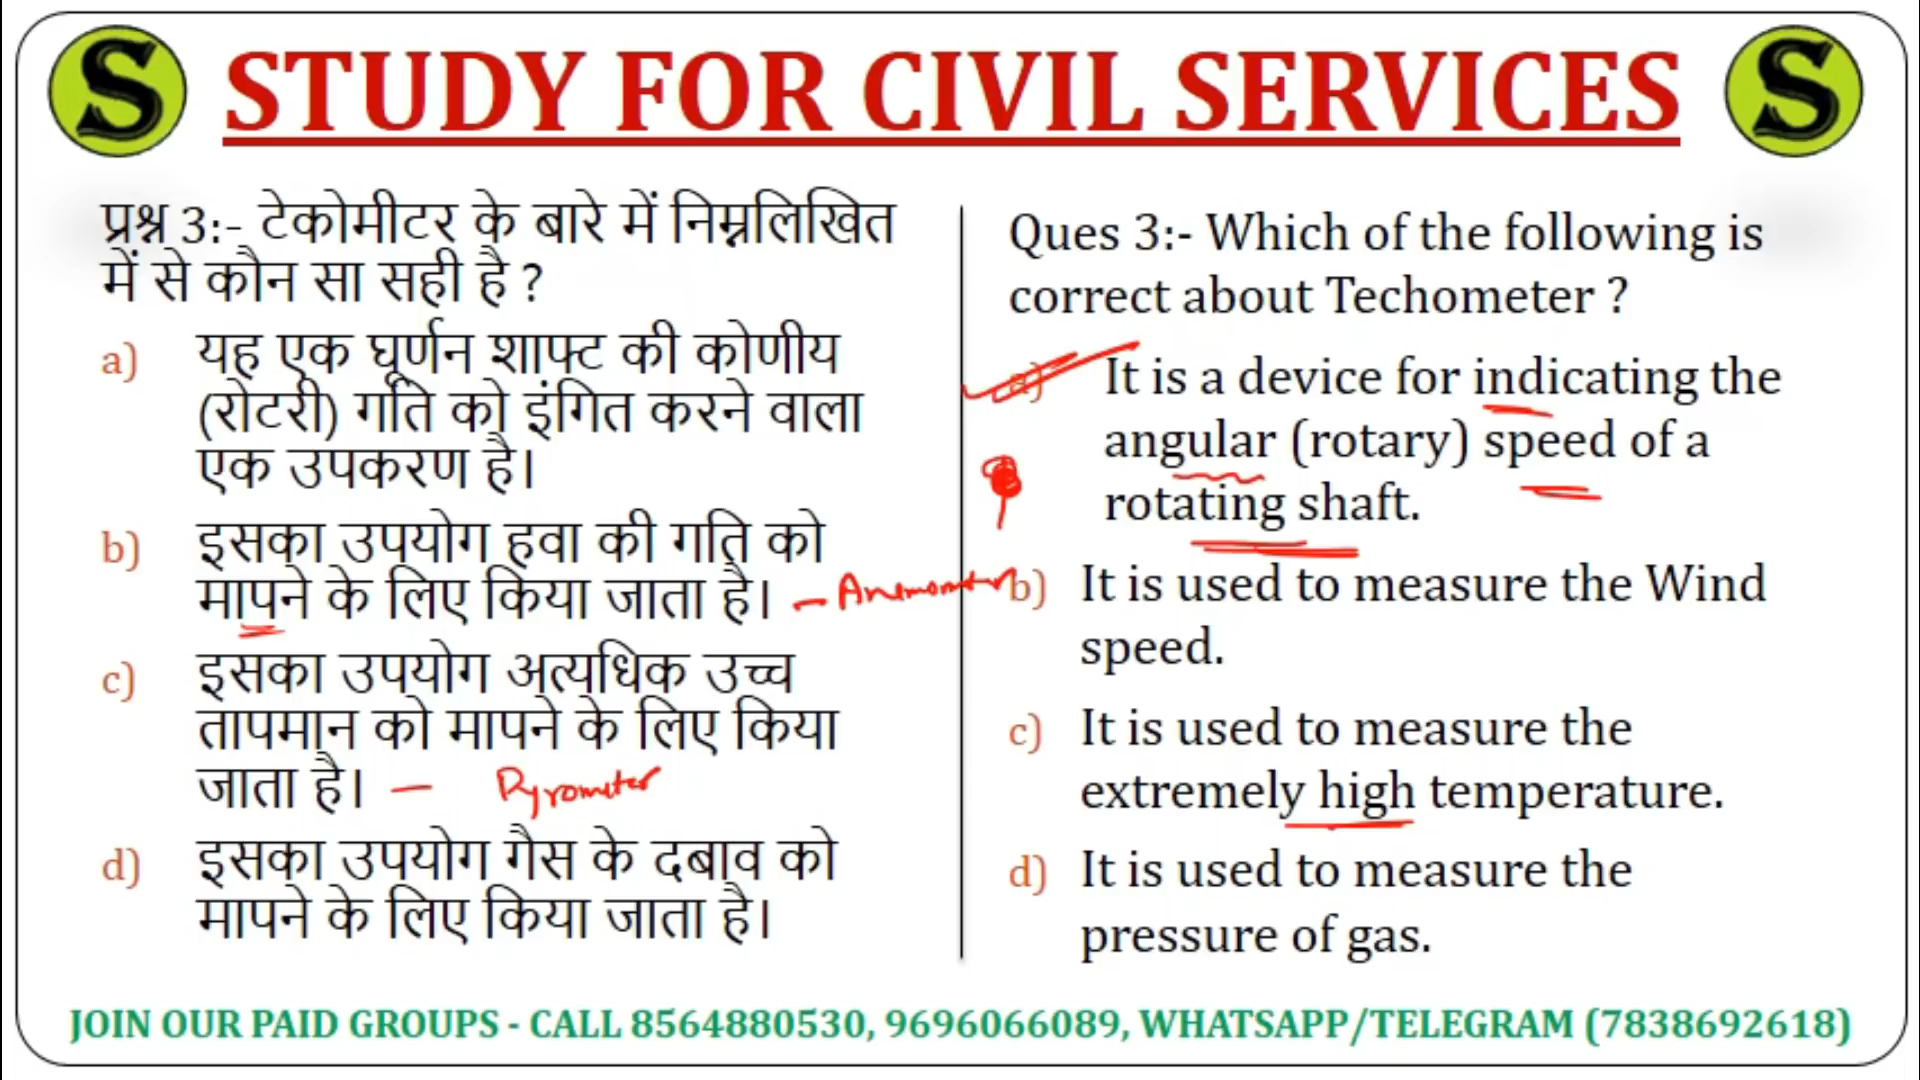 S STUDY FOR CIVIL SERVICES S
प्रश्न 3:- टेकोमीटर के बारे में निम्नलिखित
में से कौन सा सही है ?
a) यह एक घूर्णन शाफ्ट की कोणीय
(रोटरी) गति को इंगित करने वाला
एक उपकरण है।
b) इसका उपयोग हवा की गति को
मापने के लिए किया जाता है। – Anemometer
c) इसका उपयोग अत्यधिक उच्च
तापमान को मापने के लिए किया
जाता है। – Pyrometer
d) इसका उपयोग गैस के दबाव को
मापने के लिए किया जाता है।
Ques 3:- Which of the following is
correct about Techometer ?
a) It is a device for indicating the
angular (rotary) speed of a
rotating shaft.
b) It is used to measure the Wind
speed.
c) It is used to measure the
extremely high temperature.
d) It is used to measure the
pressure of gas.
JOIN OUR PAID GROUPS - CALL 8564880530, 9696066089, WHATSAPP/TELEGRAM (7838692618)